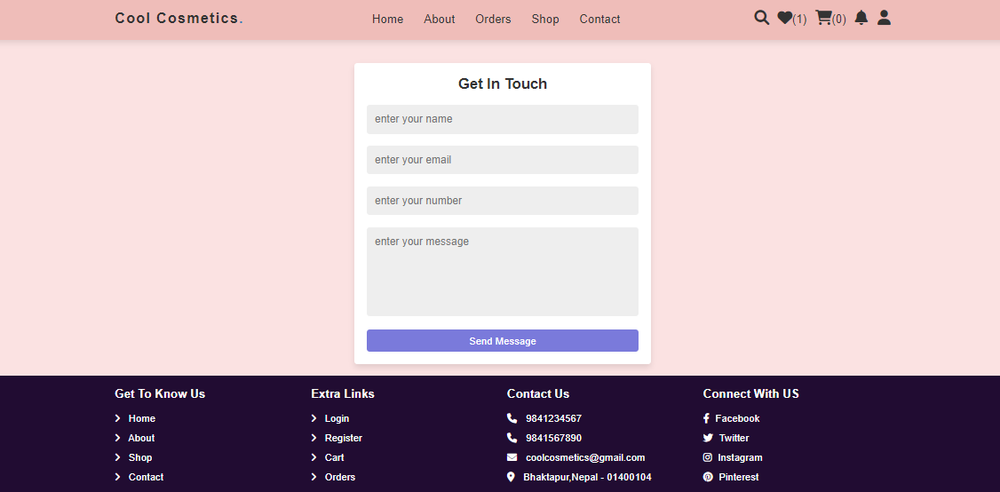 Cool Cosmetics.
Home About Orders Shop Contact
(1) (0)
Get In Touch
enter your name
enter your email
enter your number
enter your message
Send Message
Get To Know Us
Home
About
Shop
Contact
Extra Links
Login
Register
Cart
Orders
Contact Us
9841234567
9841567890
coolcosmetics@gmail.com
Bhaktapur,Nepal - 01400104
Connect With US
Facebook
Twitter
Instagram
Pinterest